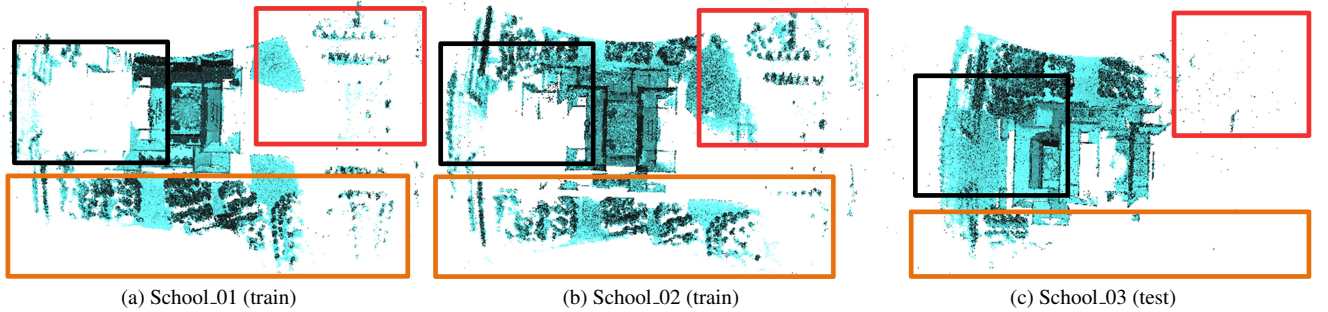 (a) School_01 (train)
(b) School_02 (train)
(c) School_03 (test)